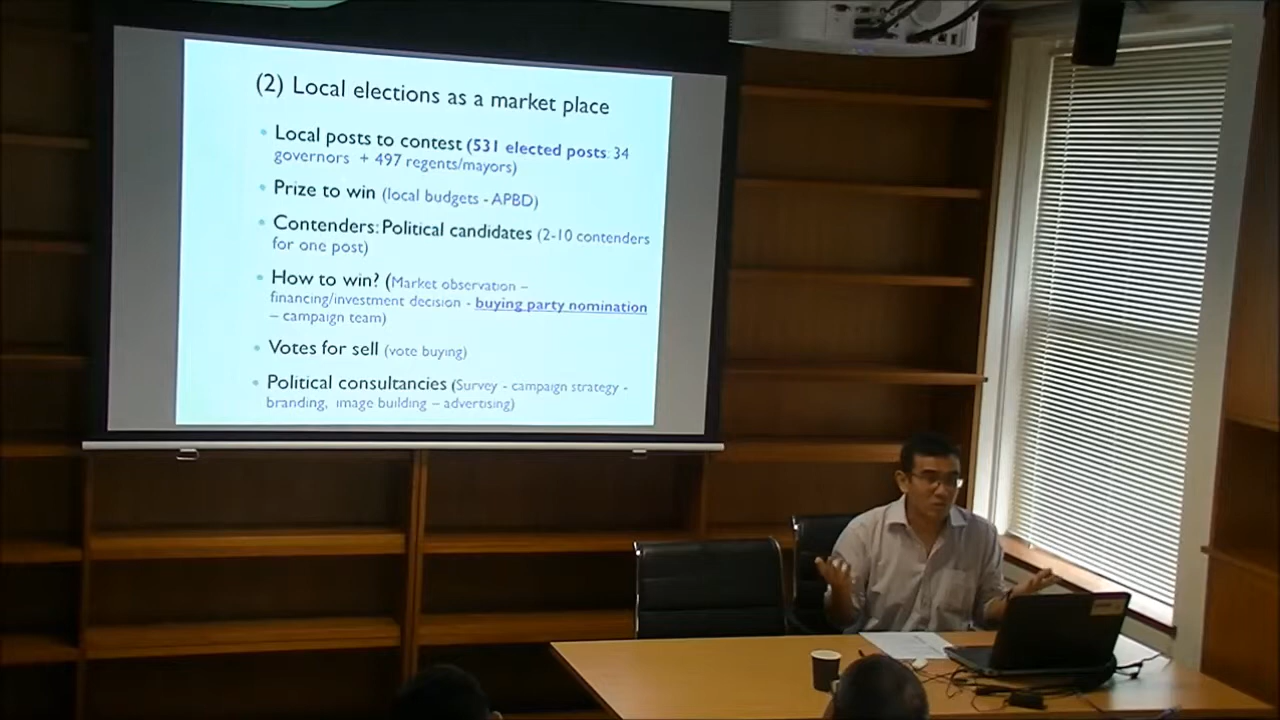 (2) Local elections as a market place
• Local posts to contest (531 elected posts: 34
governors + 497 regents/mayors)
• Prize to win (local budgets - APBD)
• Contenders: Political candidates (2-10 contenders
for one post)
• How to win? (Market observation –
financing/investment decision - buying party nomination
– campaign team)
• Votes for sell (vote buying)
• Political consultancies (Survey - campaign strategy -
branding, image building – advertising)